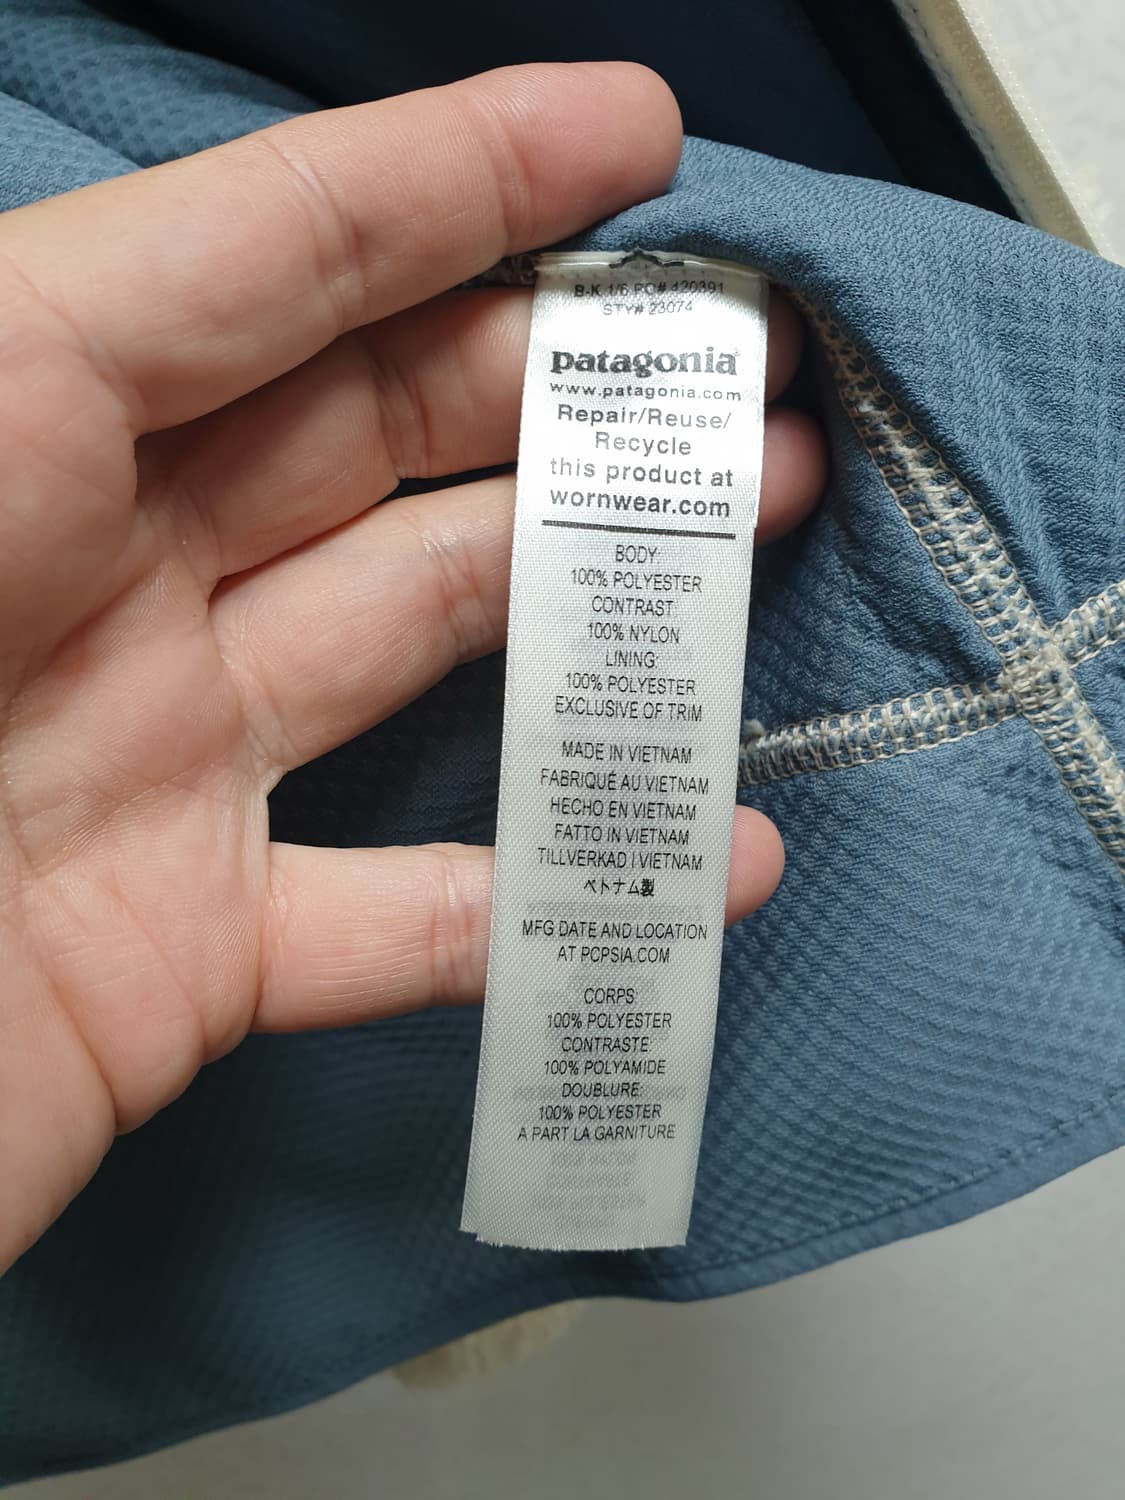 B-K 1/6 PO# 420391
STY# 23074
patagonia®
www.patagonia.com
Repair/Reuse/
Recycle
this product at
wornwear.com
BODY:
100% POLYESTER
CONTRAST:
100% NYLON
LINING:
100% POLYESTER
EXCLUSIVE OF TRIM
MADE IN VIETNAM
FABRIQUÉ AU VIETNAM
HECHO EN VIETNAM
FATTO IN VIETNAM
TILLVERKAD I VIETNAM
ベトナム製
MFG DATE AND LOCATION
AT PCPSIA.COM
CORPS:
100% POLYESTER
CONTRASTE:
100% POLYAMIDE
DOUBLURE:
100% POLYESTER
A PART LA GARNITURE